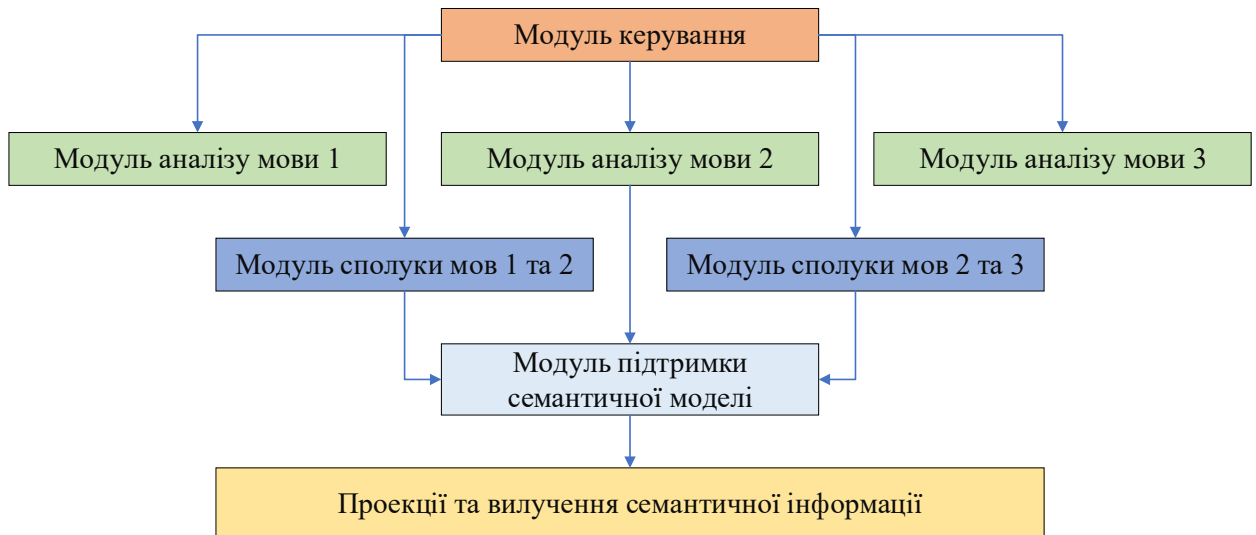 Модуль керування
Модуль аналізу мови 1
Модуль аналізу мови 2
Модуль аналізу мови 3
Модуль сполуки мов 1 та 2
Модуль сполуки мов 2 та 3
Модуль підтримки
семантичної моделі
Проекції та вилучення семантичної інформації